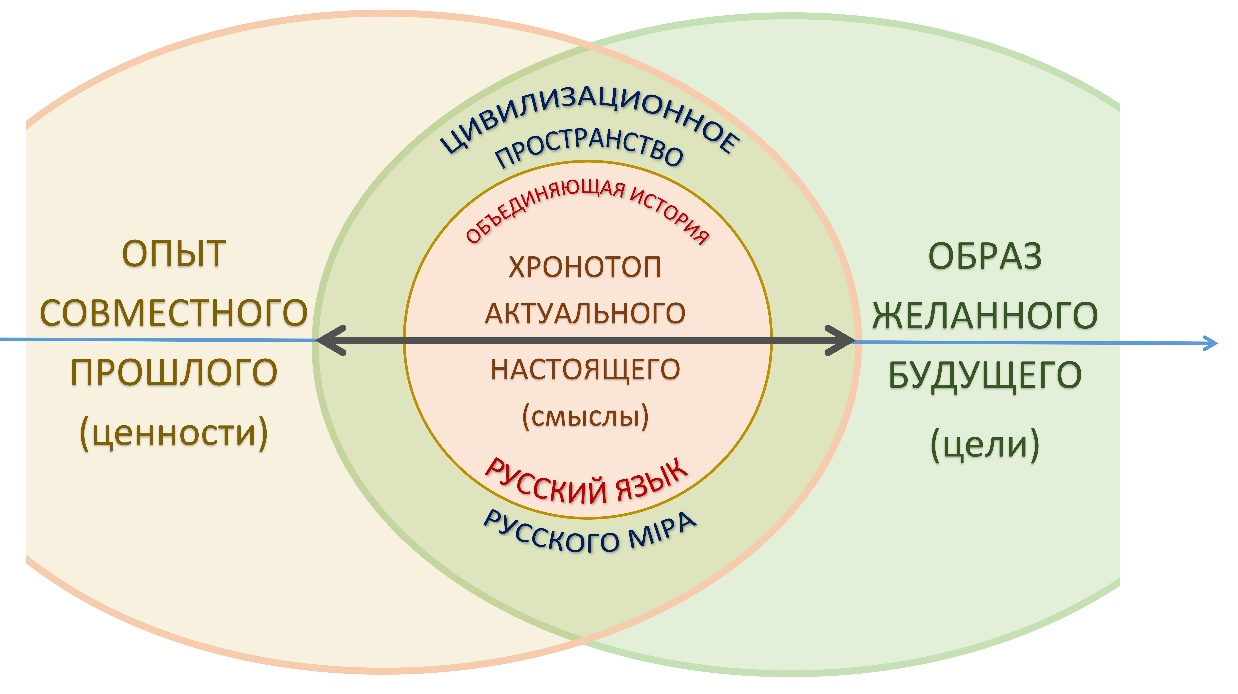 ЦИВИЛИЗАЦИОННОЕ
ПРОСТРАНСТВО
ОБЪЕДИНЯЮЩАЯ ИСТОРИЯ
ОПЫТ
СОВМЕСТНОГО
ПРОШЛОГО
(ценности)
ХРОНОТОП
АКТУАЛЬНОГО
НАСТОЯЩЕГО
(смыслы)
РУССКИЙ ЯЗЫК
РУССКОГО МІРА
ОБРАЗ
ЖЕЛАННОГО
БУДУЩЕГО
(цели)